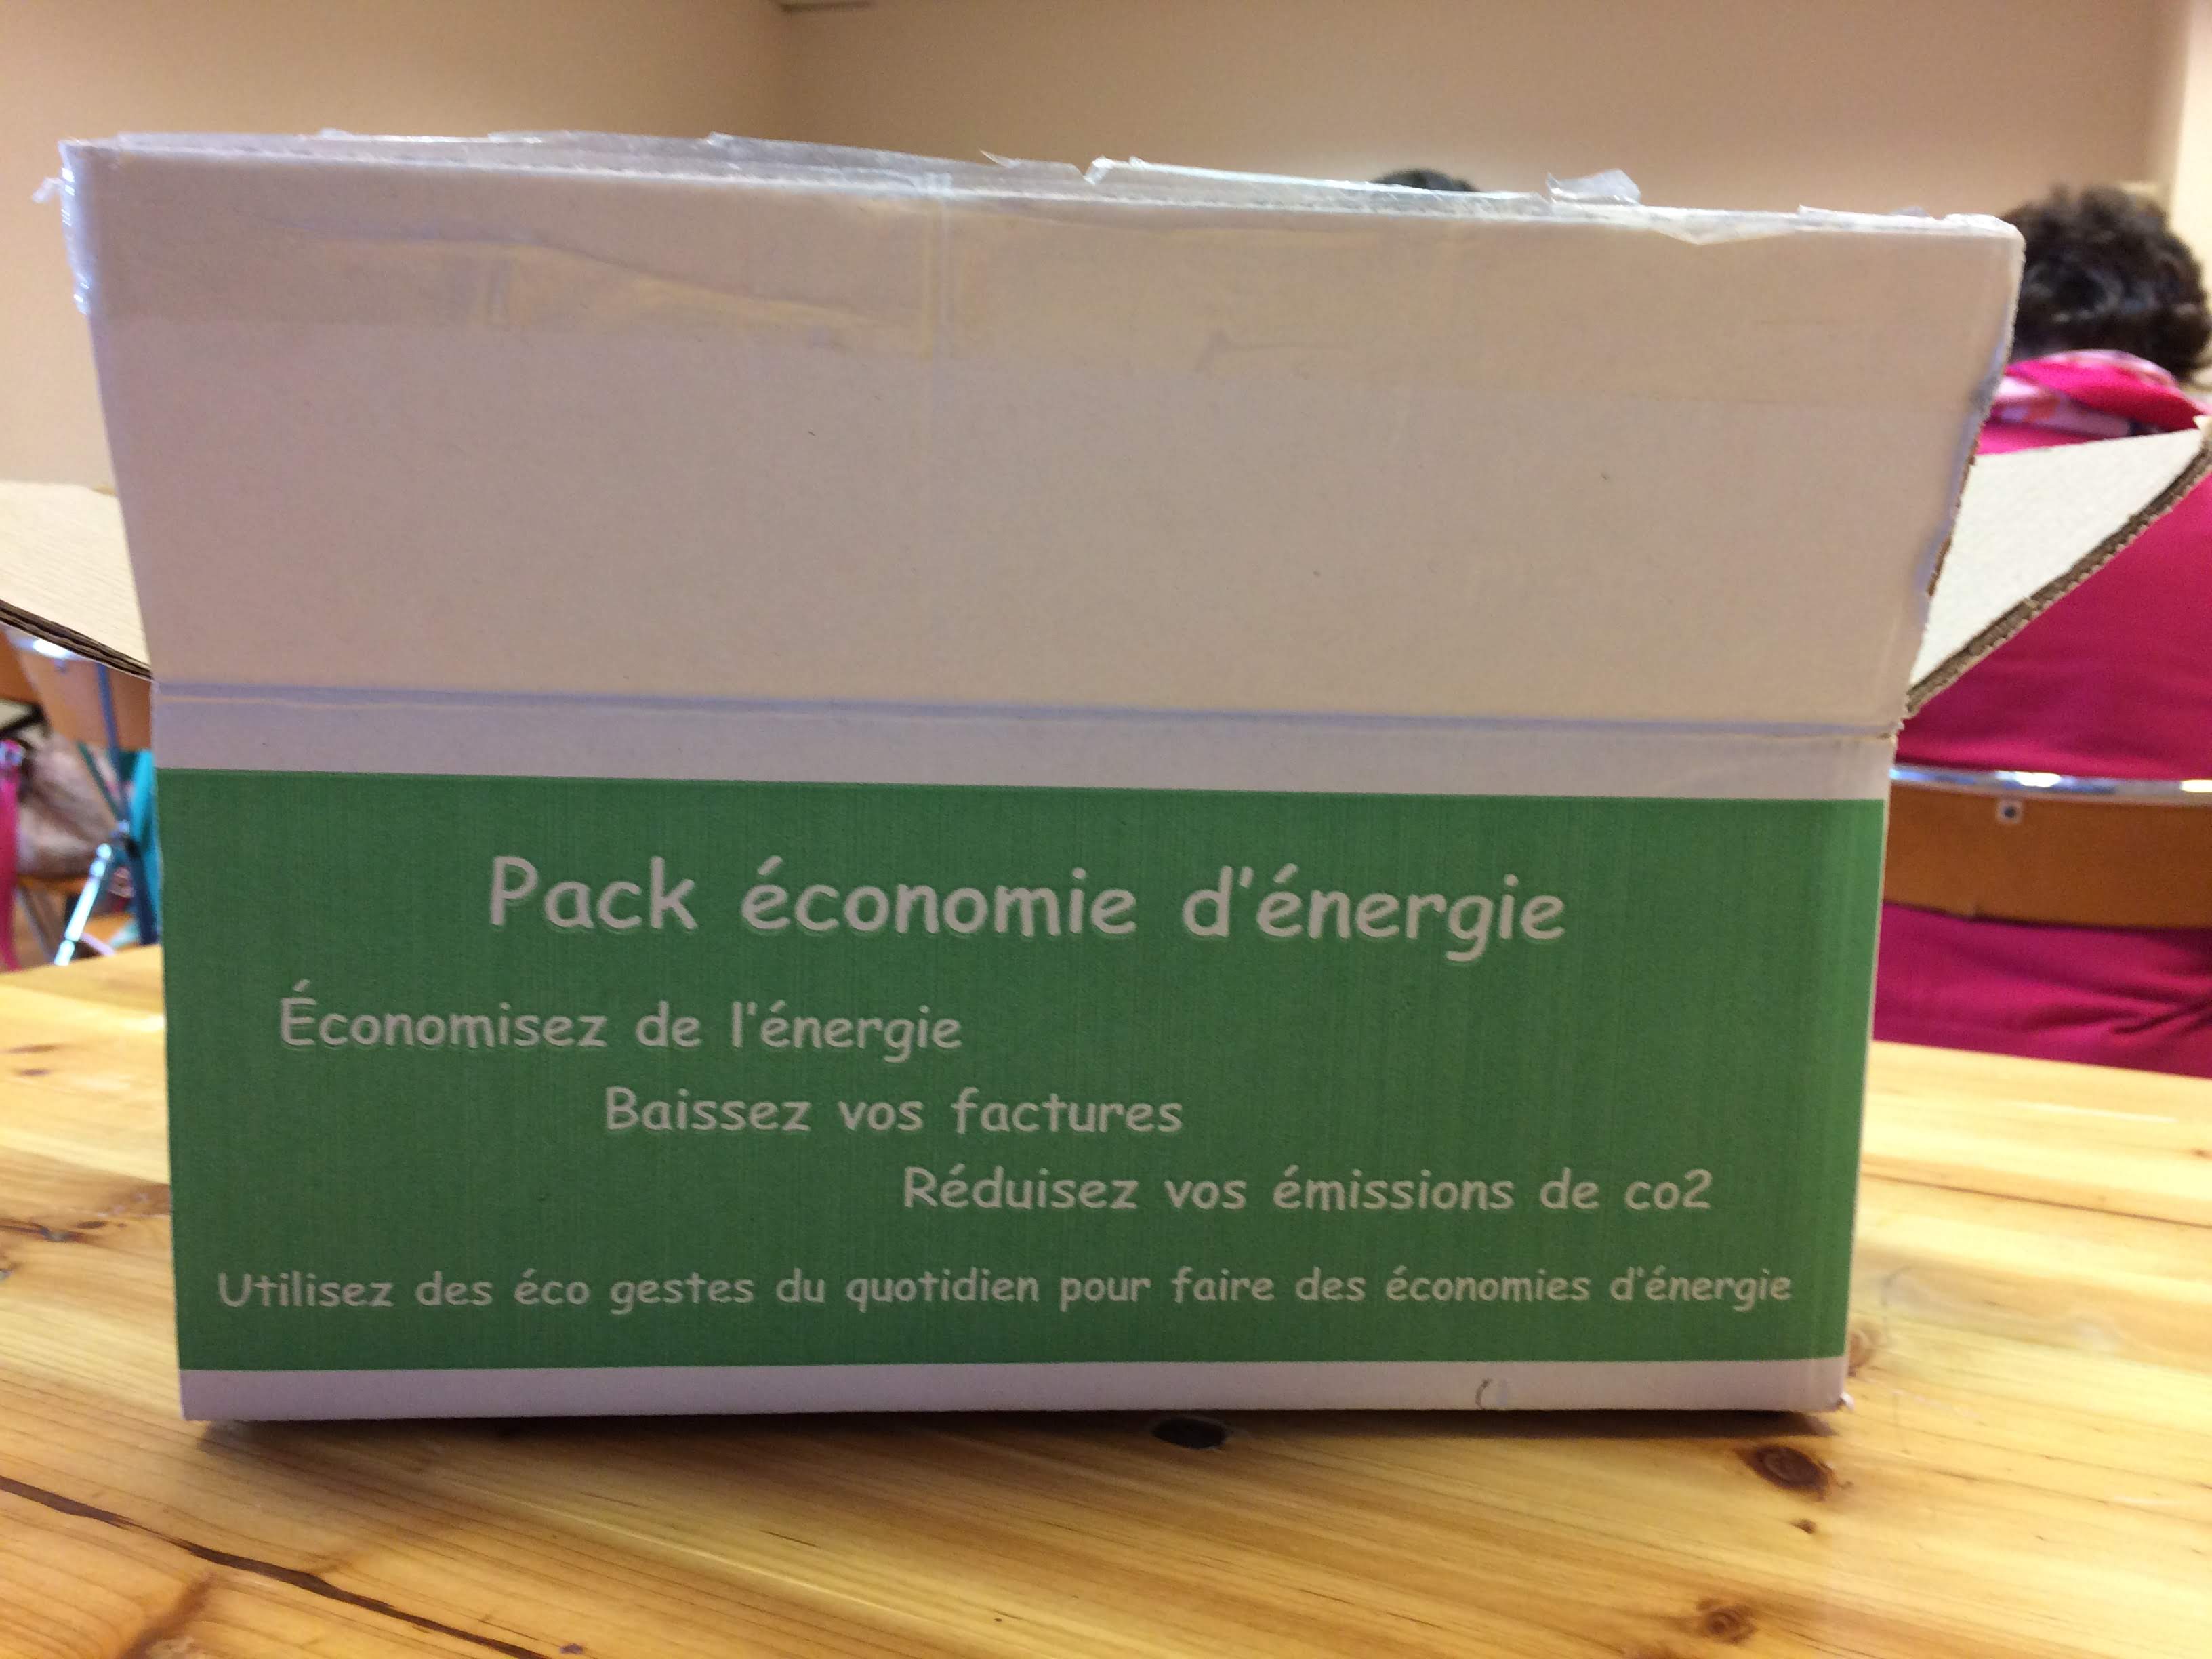 Pack économie d'énergie
Économisez de l'énergie
Baissez vos factures
Réduisez vos émissions de co2
Utilisez des éco gestes du quotidien pour faire des économies d'énergie